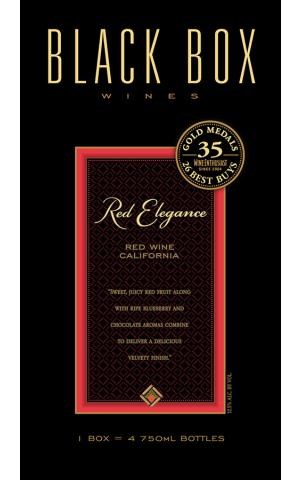 BLACK BOX
WINES
GOLD MEDALS
35
WINE ENTHUSIAST
SINCE 2004
26 BEST BUYS
Red Elegance
RED WINE
CALIFORNIA
"SWEET, JUICY RED FRUIT ALONG
WITH RIPE BLUEBERRY AND
CHOCOLATE AROMAS COMBINE
TO DELIVER A DELICIOUS
VELVETY FINISH."
12.5% ALC. BY VOL.
1 BOX = 4 750ML BOTTLES